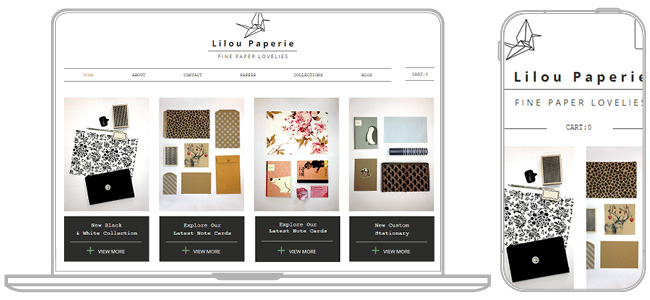 Lilou Paperie
FINE PAPER LOVELIES
HOME ABOUT CONTACT PAPERS COLLECTIONS BLOG CART:0
New Black
& White Collection
+ VIEW MORE
Explore Our
Latest Note Cards
+ VIEW MORE
Explore Our
Latest Note Cards
+ VIEW MORE
New Custom
Stationary
+ VIEW MORE
Lilou Paperie
FINE PAPER LOVELIES
CART:0